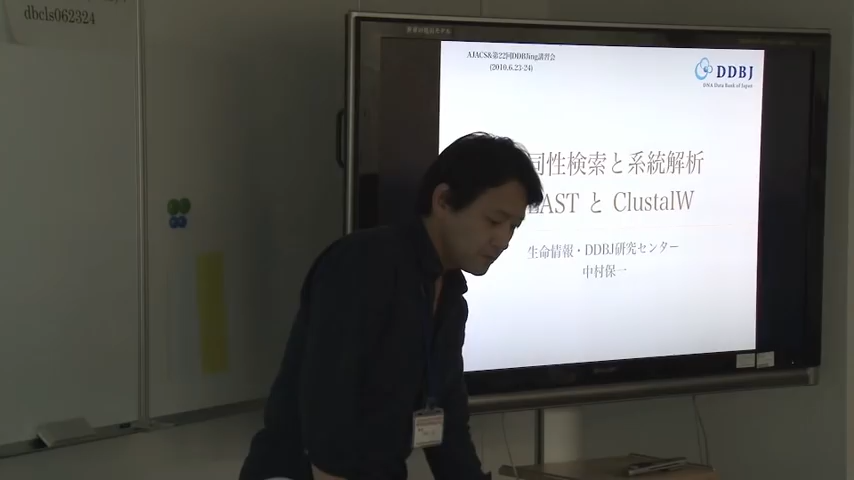 dbcls062324
AJACS&第22回DDBJing講習会
(2010.6.23-24)
DDBJ
DNA Data Bank of Japan
同性検索と系統解析
LAST と ClustalW
生命情報・DDBJ研究センター
中村保一